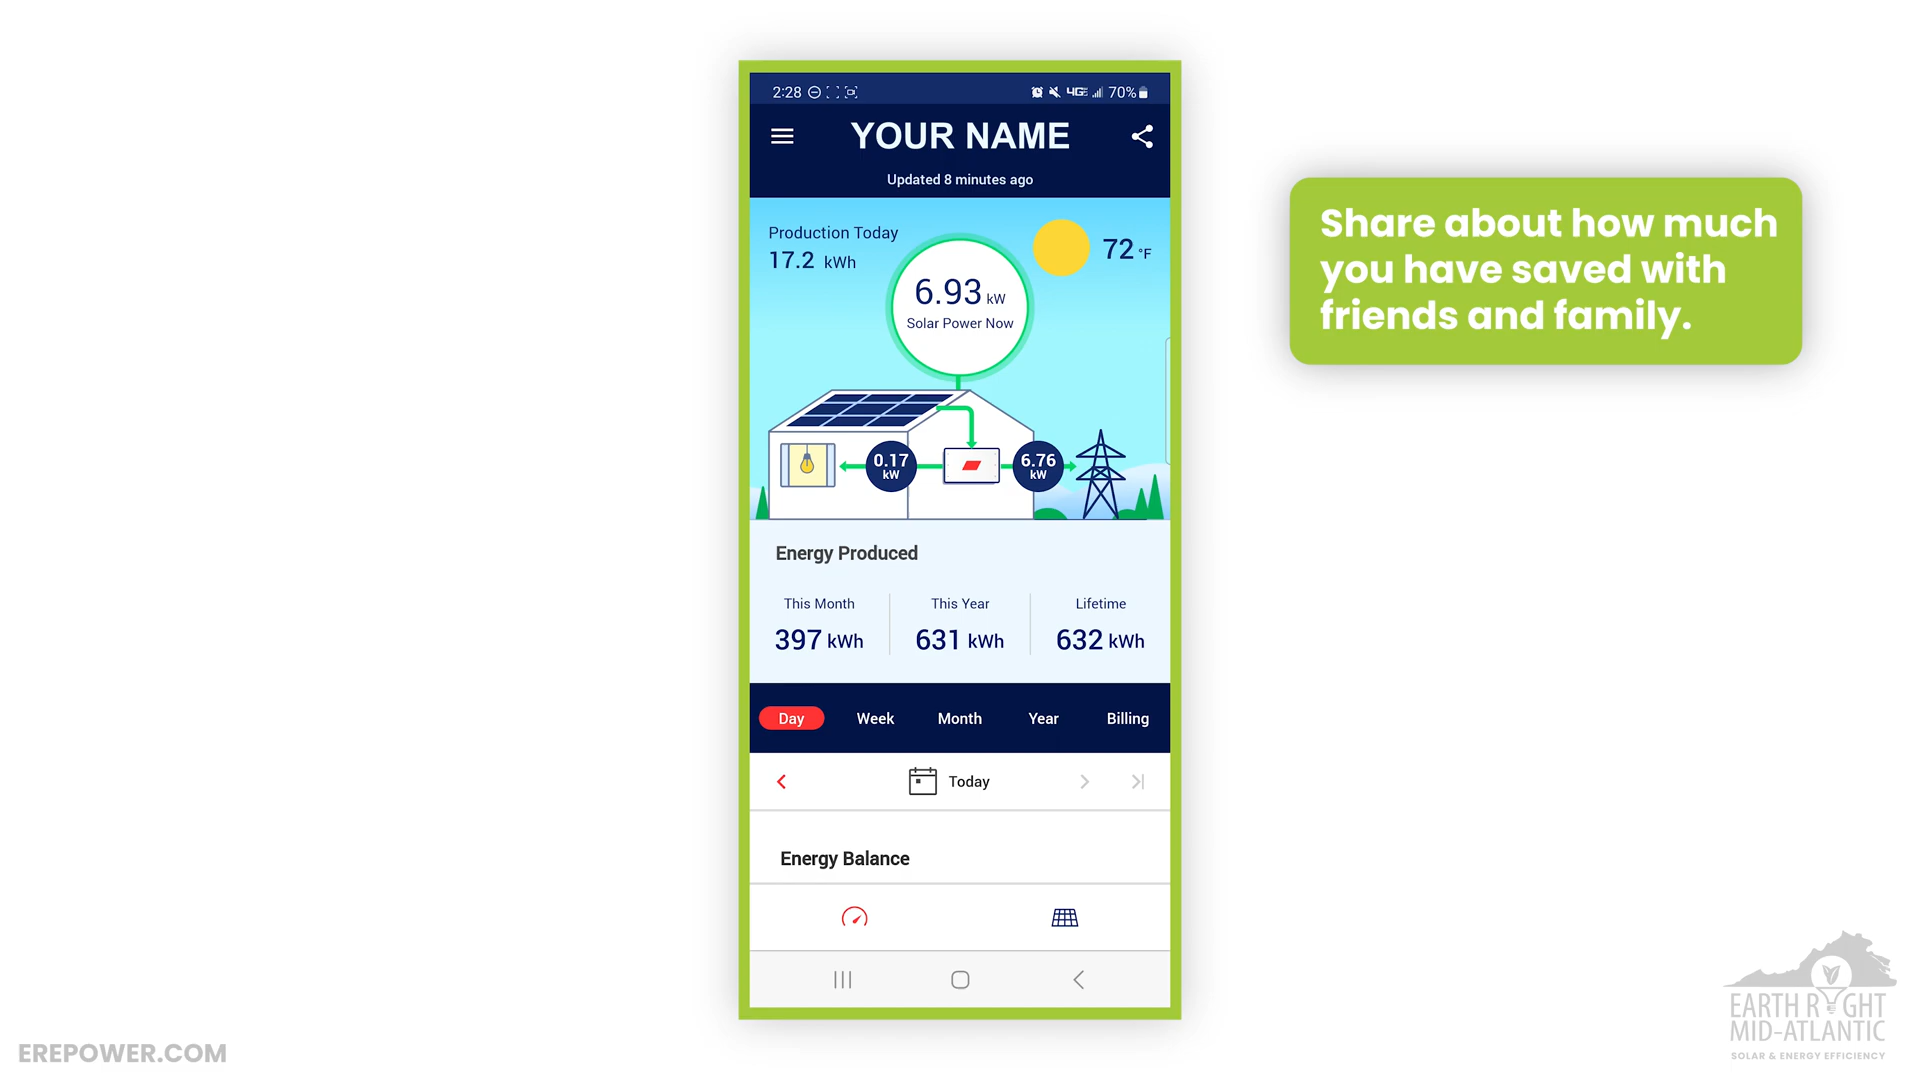 2:28
4G
70%
YOUR NAME
Updated 8 minutes ago
Production Today
17.2 kWh
72 °F
6.93 kW
Solar Power Now
0.17
kW
6.76
kW
Energy Produced
This Month
This Year
Lifetime
397 kWh
631 kWh
632 kWh
Day
Week
Month
Year
Billing
Today
Energy Balance
Share about how much
you have saved with
friends and family.
EREPOWER.COM
EARTH RIGHT
MID-ATLANTIC
SOLAR & ENERGY EFFICIENCY